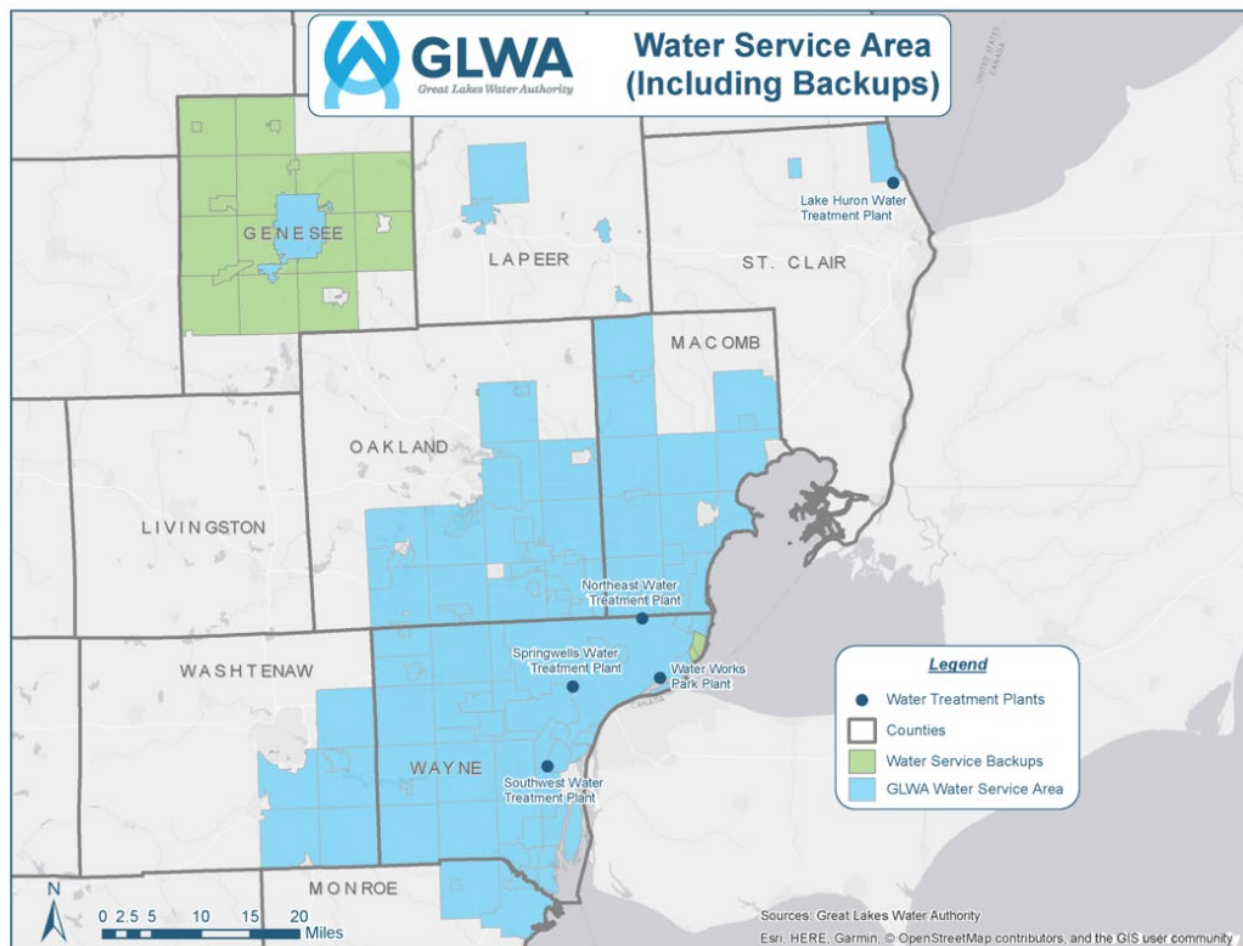 GLWA
Great Lakes Water Authority
Water Service Area
(Including Backups)
UNITED STATES
CANADA
Lake Huron Water
Treatment Plant
GENESEE
LAPEER
ST. CLAIR
MACOMB
OAKLAND
LIVINGSTON
Northeast Water
Treatment Plant
WASHTENAW
Springwells Water
Treatment Plant
Water Works
Park Plant
CANADA
WAYNE
Southwest Water
Treatment Plant
MONROE
Legend
Water Treatment Plants
Counties
Water Service Backups
GLWA Water Service Area
N
0 2.5 5 10 15 20
Miles
Sources: Great Lakes Water Authority
Esri, HERE, Garmin, © OpenStreetMap contributors, and the GIS user community